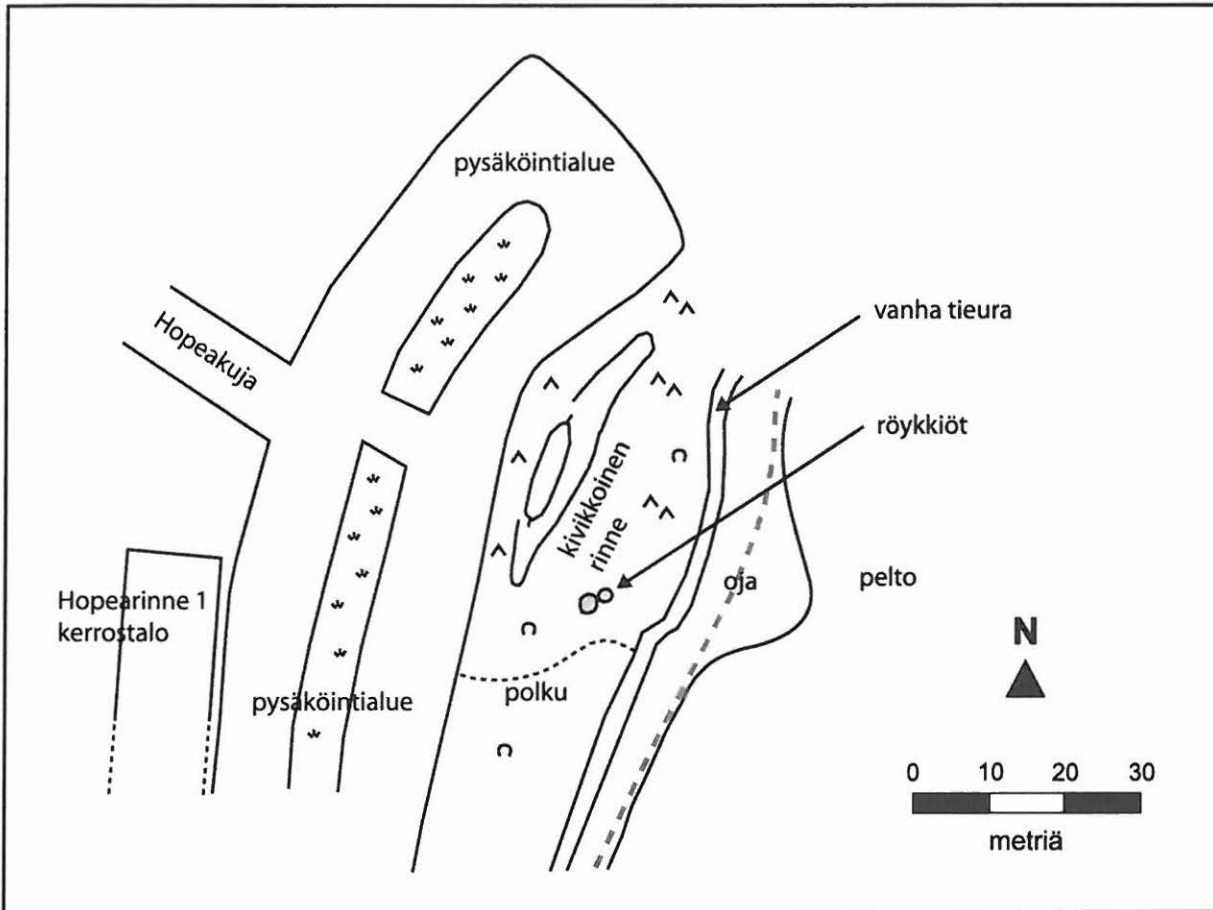 pysäköintialue
Hopeakuja
vanha tieura
röykkiöt
kivikkoinen
rinne
oja
pelto
Hopearinne 1
kerrostalo
N
polku
pysäköintialue
0 10 20 30
metriä